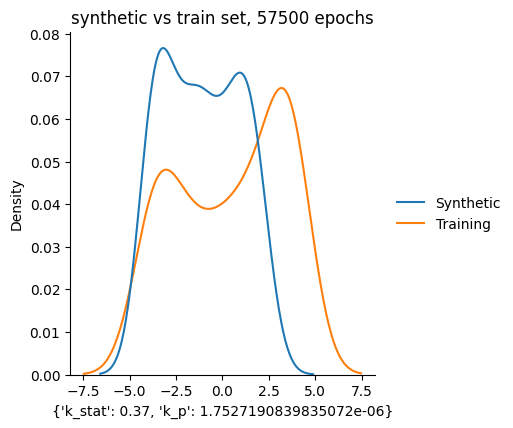 synthetic vs train set, 57500 epochs
0.08
0.07
0.06
0.05
0.04
0.03
0.02
0.01
0.00
Density
Synthetic
Training
−7.5 −5.0 −2.5 0.0 2.5 5.0 7.5
{'k_stat': 0.37, 'k_p': 1.7527190839835072e-06}